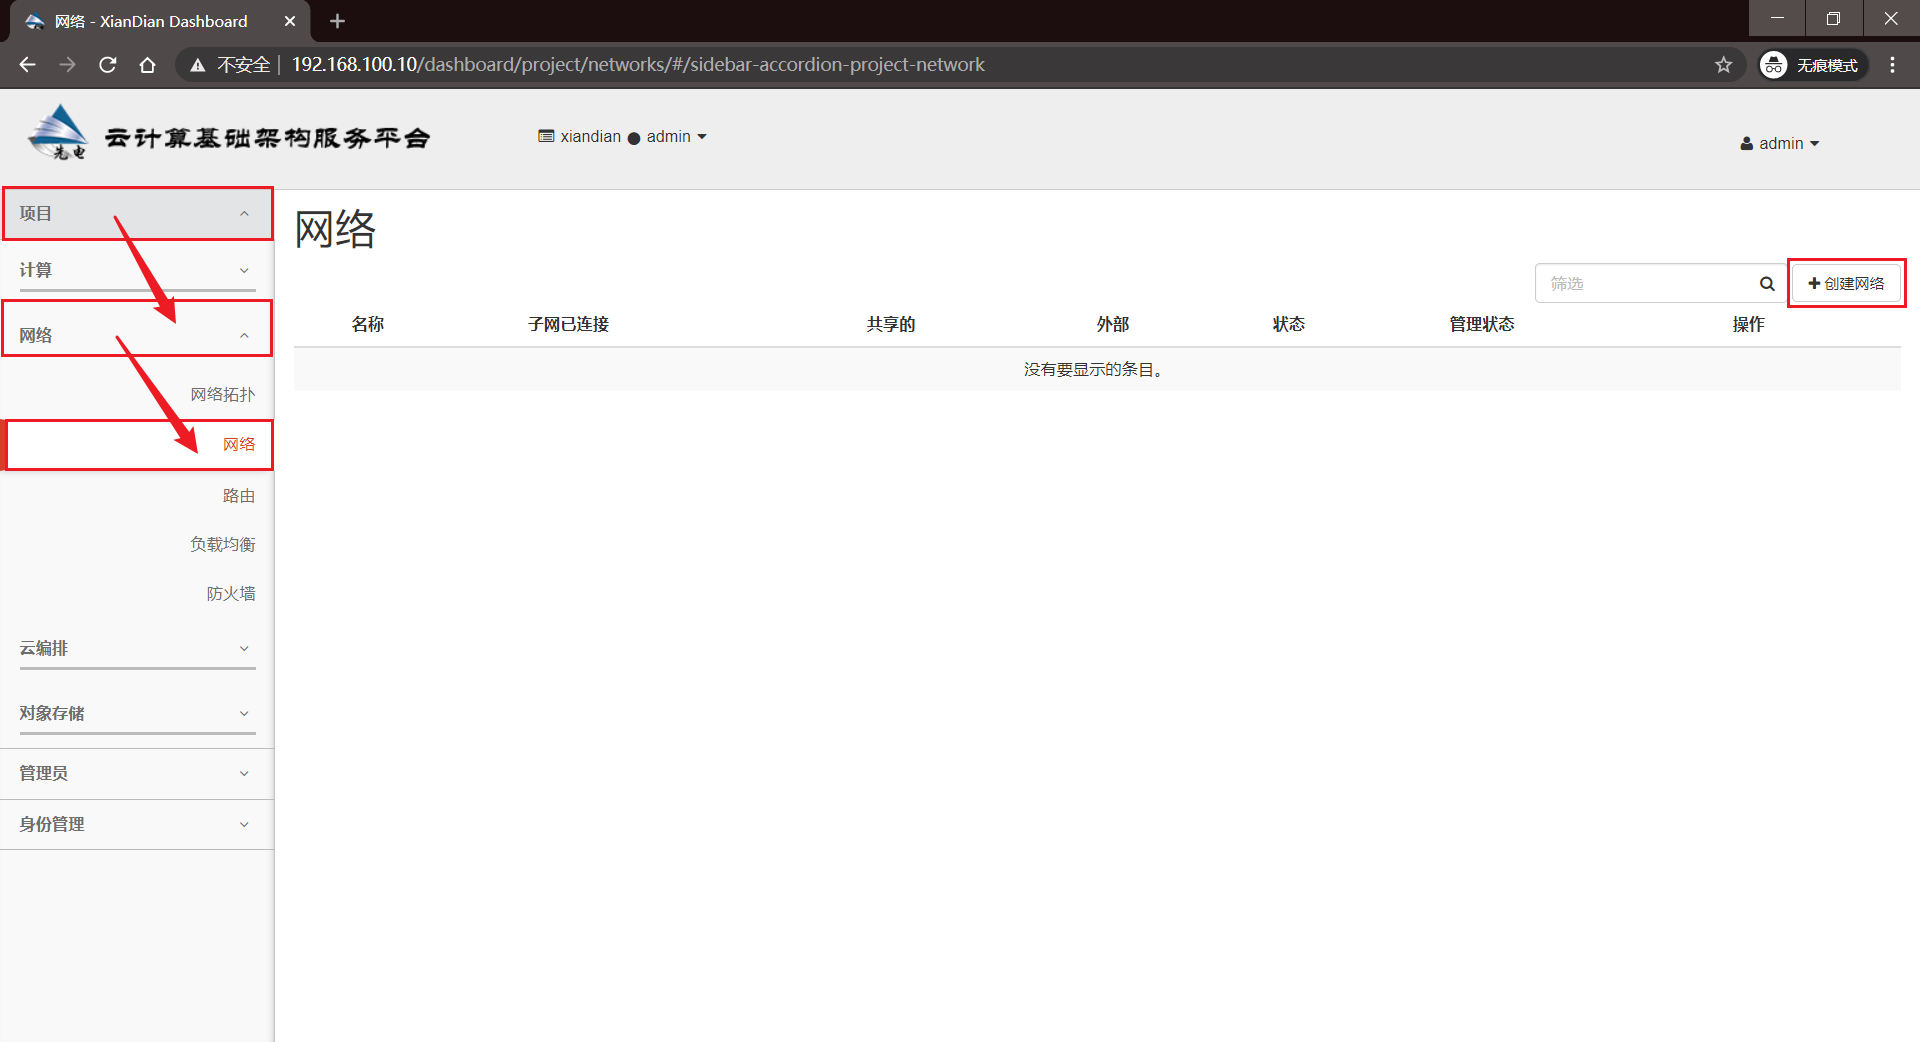 网络 - XianDian Dashboard
不安全 | 192.168.100.10/dashboard/project/networks/#/sidebar-accordion-project-network
无痕模式
先电
云计算基础架构服务平台
xiandian ● admin
admin
项目
计算
网络
网络拓扑
网络
路由
负载均衡
防火墙
云编排
对象存储
管理员
身份管理
网络
筛选
创建网络
名称 子网已连接 共享的 外部 状态 管理状态 操作
没有要显示的条目。